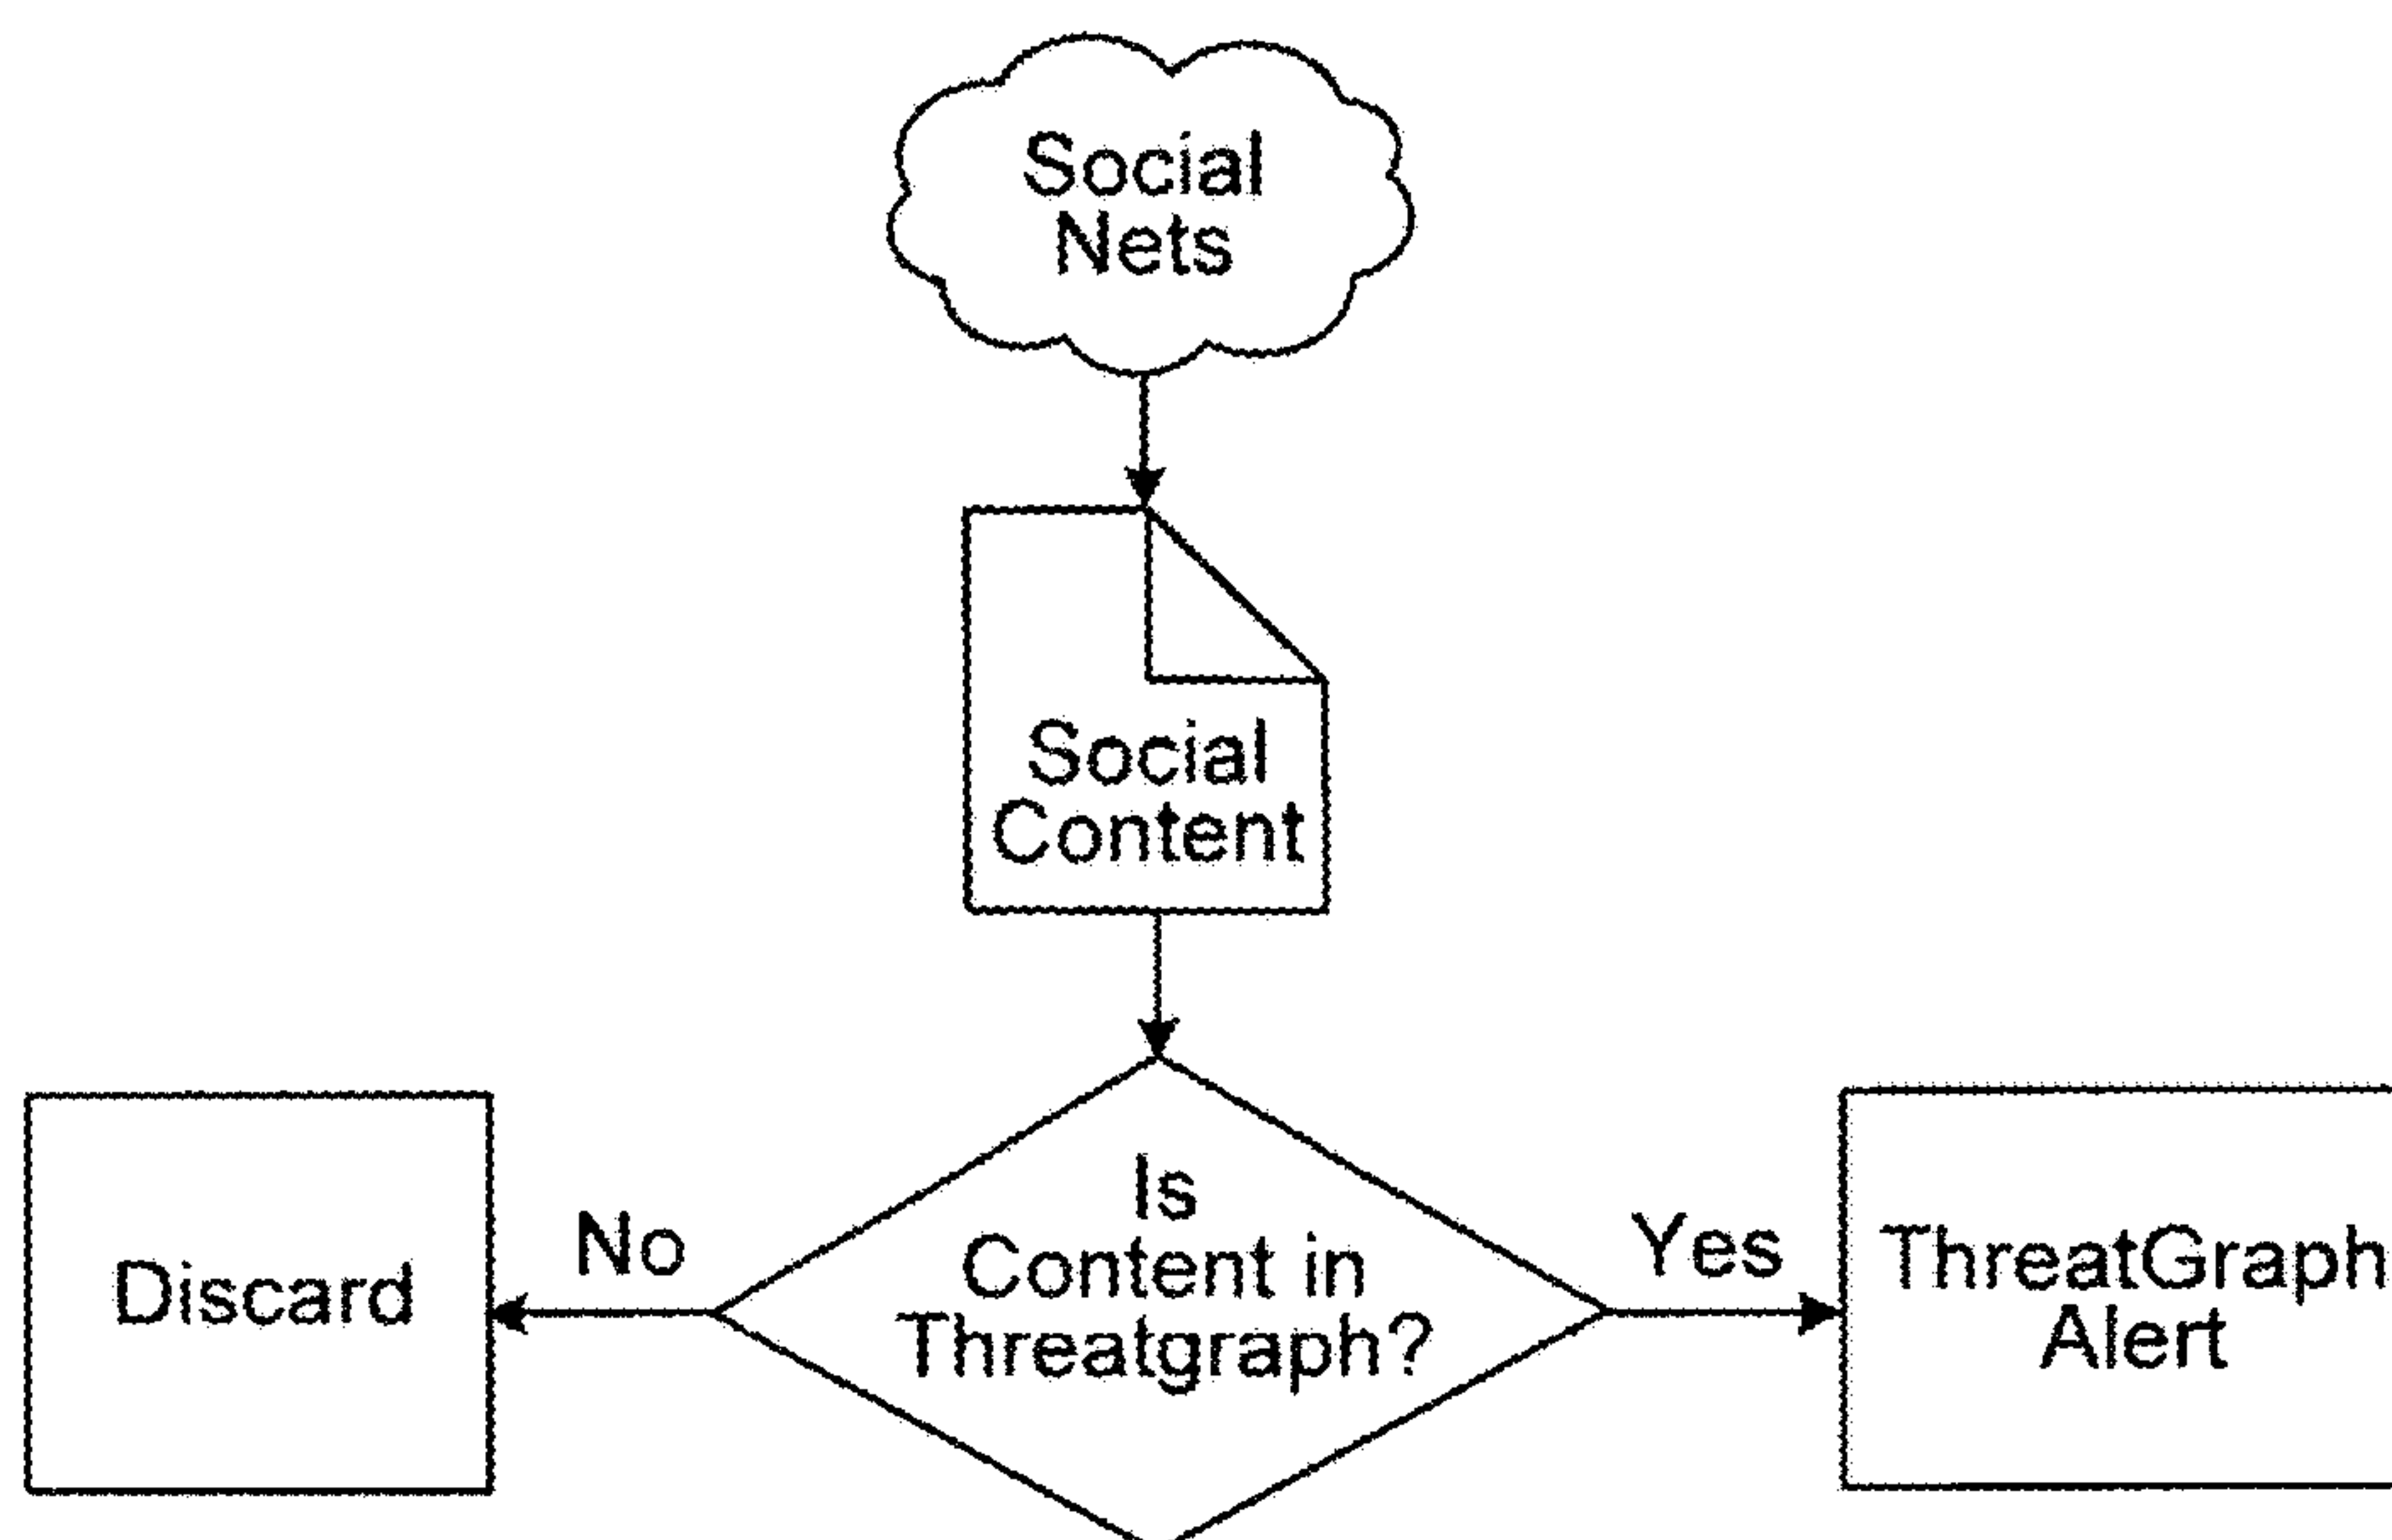 Social
Nets
Social
Content
Is
Content in
Threatgraph?
No
Discard
Yes
ThreatGraph
Alert